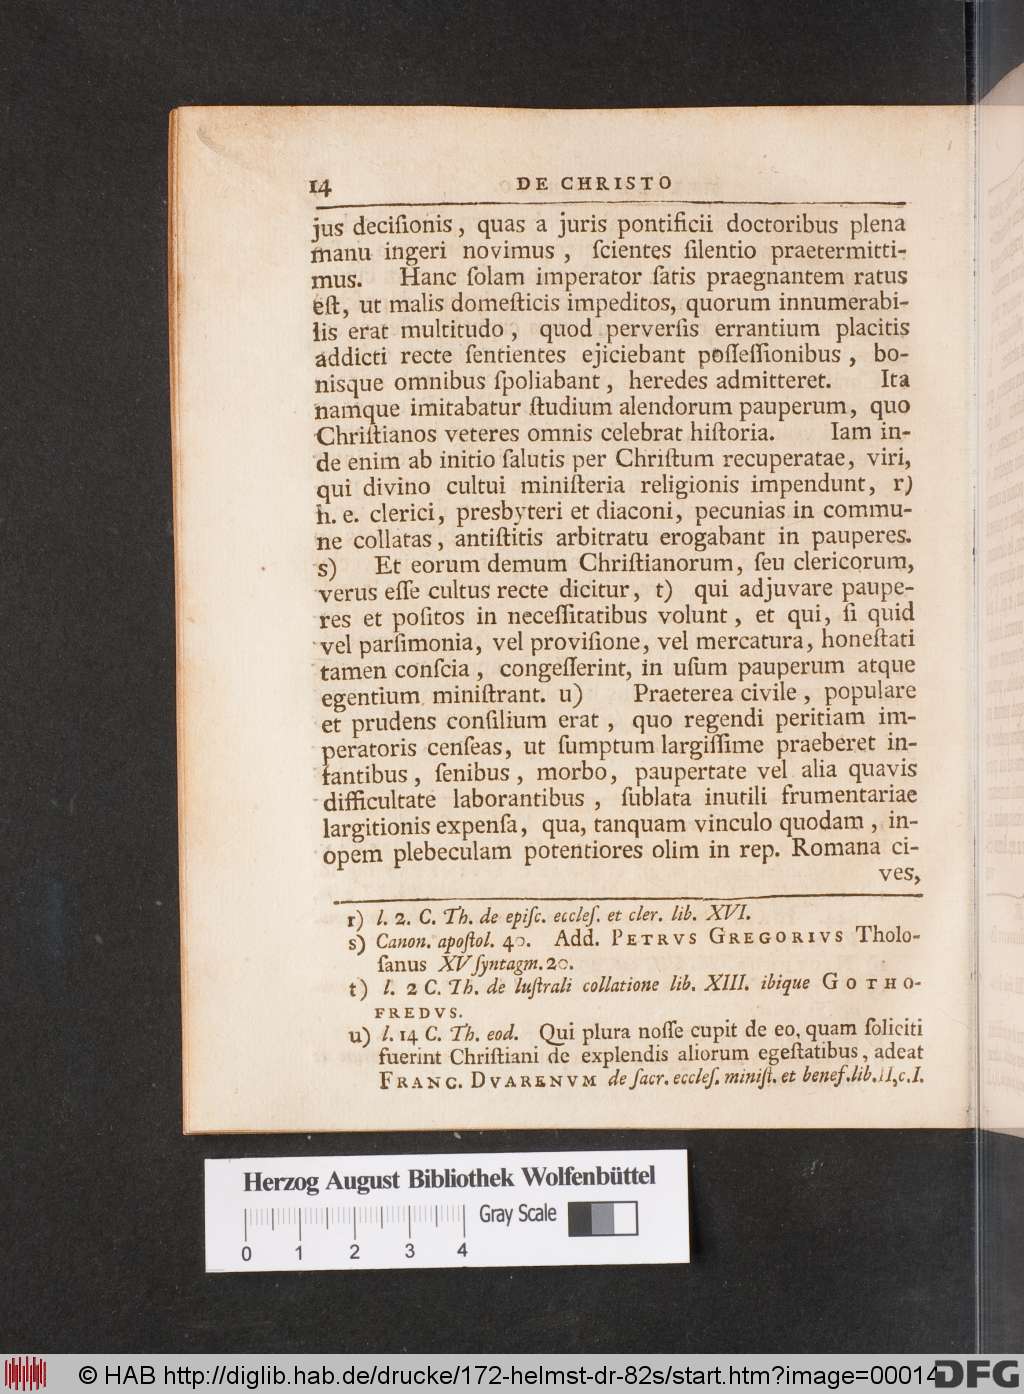 14 DE CHRISTO
jus deciſionis, quas a juris pontificii doctoribus plena
manu ingeri novimus, ſcientes ſilentio praetermitti-
mus. Hanc ſolam imperator ſatis praegnantem ratus
eſt, ut malis domeſticis impeditos, quorum innumerabi-
lis erat multitudo, quod perverſis errantium placitis
addicti recte ſentientes ejiciebant poſſeſſionibus, bo-
nisque omnibus ſpoliabant, heredes admitteret. Ita
namque imitabatur ſtudium alendorum pauperum, quo
Chriſtianos veteres omnis celebrat hiſtoria. Iam in-
de enim ab initio ſalutis per Chriſtum recuperatae, viri,
qui divino cultui miniſteria religionis impendunt, r)
h. e. clerici, presbyteri et diaconi, pecunias in commu-
ne collatas, antiſtitis arbitratu erogabant in pauperes.
s) Et eorum demum Chriſtianorum, ſeu clericorum,
verus eſſe cultus recte dicitur, t) qui adjuvare paupe-
res et poſitos in neceſſitatibus volunt, et qui, ſi quid
vel parſimonia, vel proviſione, vel mercatura, honeſtati
tamen conſcia, congeſſerint, in uſum pauperum atque
egentium miniſtrant. u) Praeterea civile, populare
et prudens conſilium erat, quo regendi peritiam im-
peratoris cenſeas, ut ſumptum largiſſime praeberet in-
fantibus, ſenibus, morbo, paupertate vel alia quavis
difficultate laborantibus, ſublata inutili frumentariae
largitionis expenſa, qua, tanquam vinculo quodam, in-
opem plebeculam potentiores olim in rep. Romana ci-
ves,
r) l. 2. C. Th. de epiſc. eccleſ. et cler. lib. XVI.
s) Canon. apoſtol. 40. Add. PETRVS GREGORIVS Tholo-
ſanus XV ſyntagm. 20.
t) l. 2 C. Th. de luſtrali collatione lib. XIII. ibique GOTHO-
FREDVS.
u) l. 14 C. Th. eod. Qui plura noſſe cupit de eo, quam ſoliciti
fuerint Chriſtiani de explendis aliorum egeſtatibus, adeat
FRANC. DVARENVM de ſacr. eccleſ. miniſt. et benef. lib. II, c. I.
Herzog August Bibliothek Wolfenbüttel
Gray Scale
0 1 2 3 4
© HAB http://diglib.hab.de/drucke/172-helmst-dr-82s/start.htm?image=00014
DFG